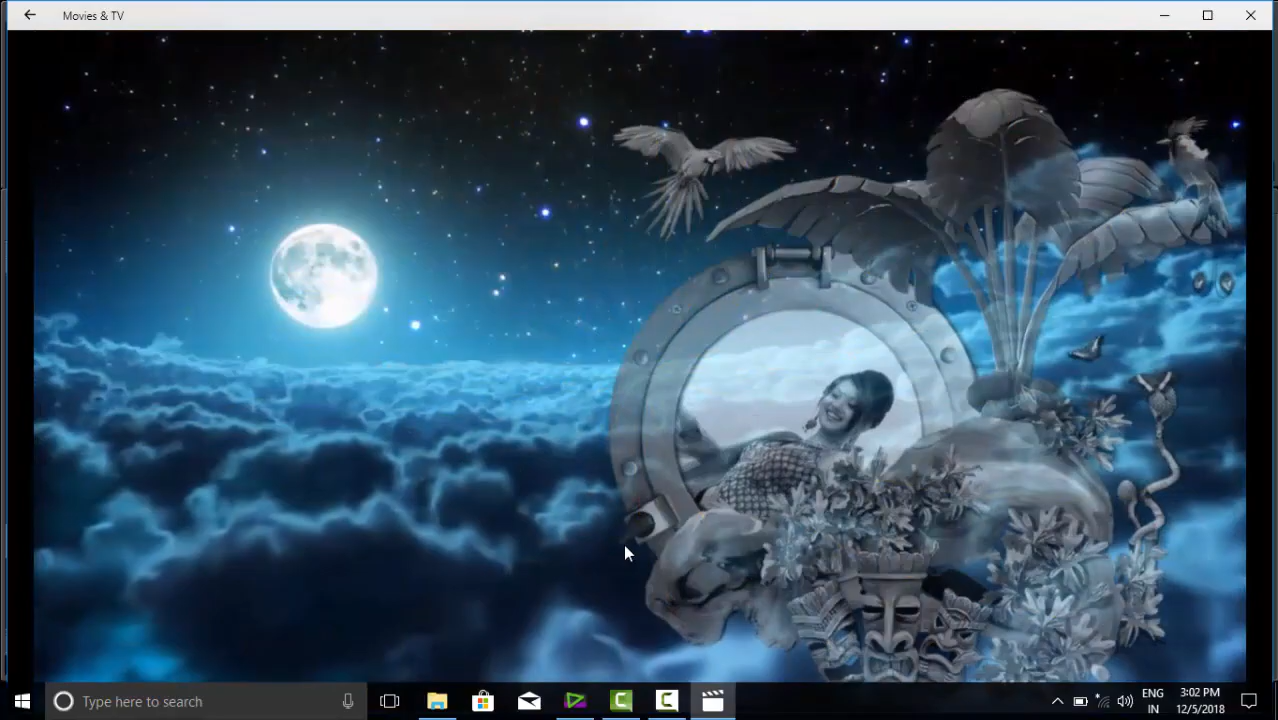 Movies & TV
Type here to search
ENG
IN
3:02 PM
12/5/2018